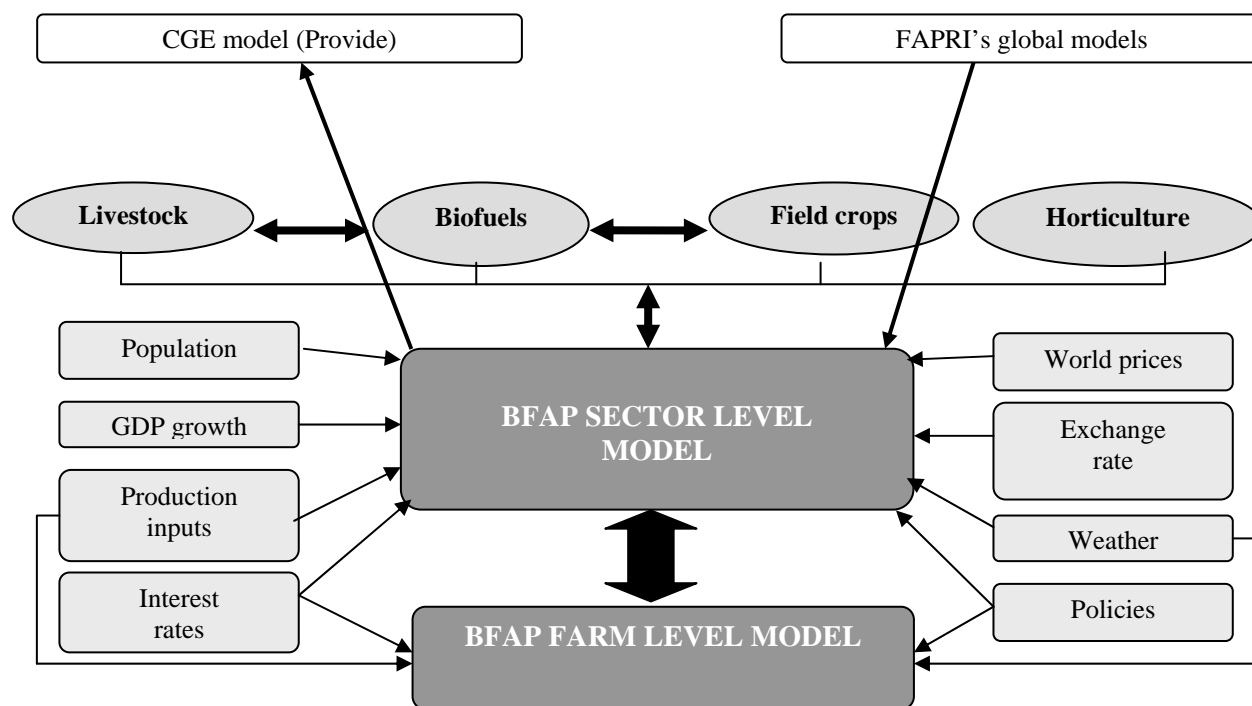 CGE model (Provide)
FAPRI’s global models
Livestock
Biofuels
Field crops
Horticulture
Population
GDP growth
Production
inputs
Interest
rates
BFAP SECTOR LEVEL
MODEL
World prices
Exchange
rate
Weather
Policies
BFAP FARM LEVEL MODEL